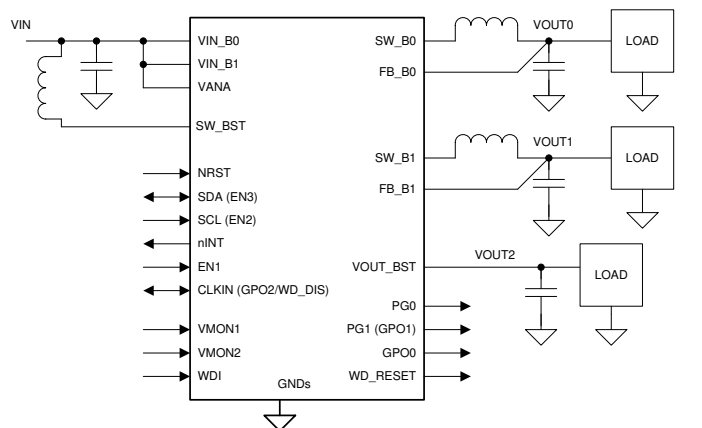 VIN
VIN_B0
VIN_B1
VANA
SW_BST
NRST
SDA (EN3)
SCL (EN2)
nINT
EN1
CLKIN (GPO2/WD_DIS)
VMON1
VMON2
WDI
GNDs
SW_B0
FB_B0
SW_B1
FB_B1
VOUT_BST
PG0
PG1 (GPO1)
GPO0
WD_RESET
VOUT0
LOAD
VOUT1
LOAD
VOUT2
LOAD